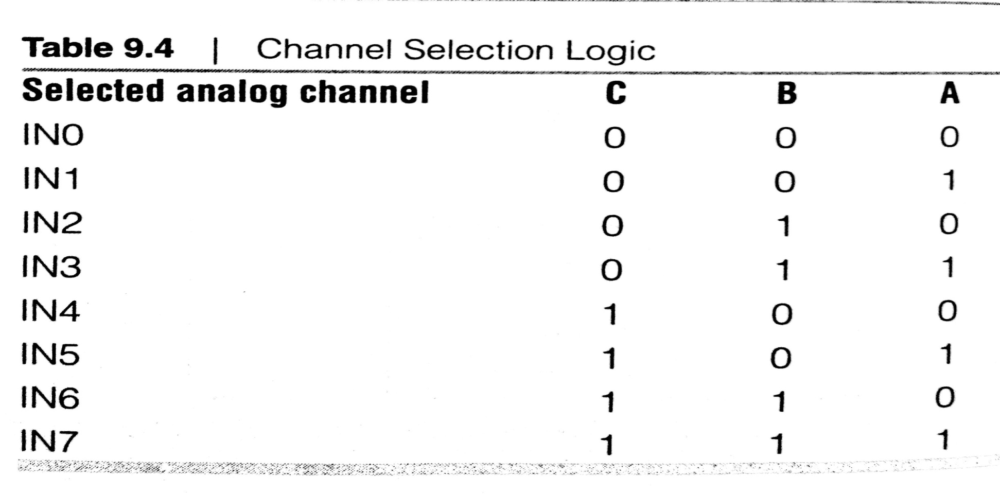 Table 9.4 | Channel Selection Logic
Selected analog channel C B A
IN0 0 0 0
IN1 0 0 1
IN2 0 1 0
IN3 0 1 1
IN4 1 0 0
IN5 1 0 1
IN6 1 1 0
IN7 1 1 1